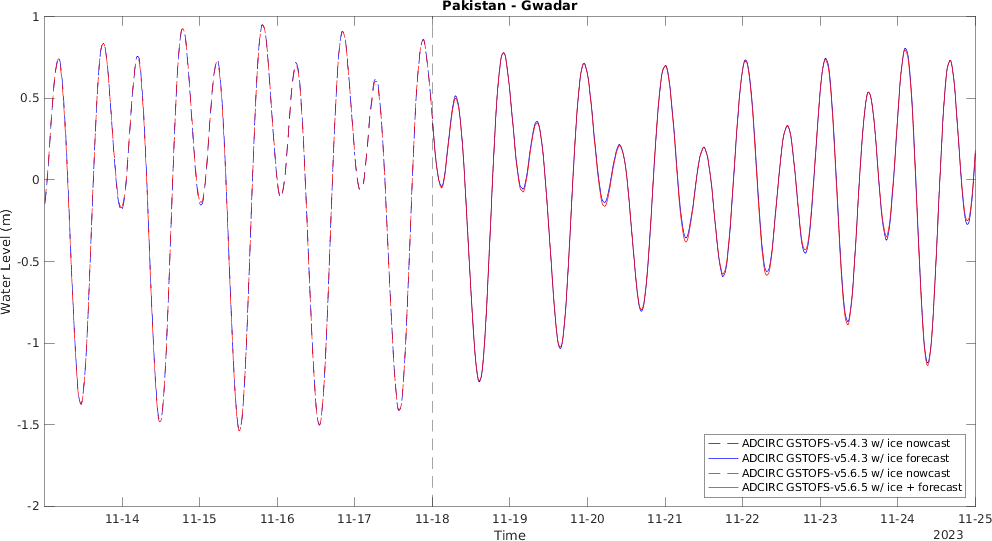 Pakistan - Gwadar
1
0.5
0
-0.5
-1
-1.5
-2
Water Level (m)
11-14 11-15 11-16 11-17 11-18 11-19 11-20 11-21 11-22 11-23 11-24 11-25
Time
2023
ADCIRC GSTOFS-v5.4.3 w/ ice nowcast
ADCIRC GSTOFS-v5.4.3 w/ ice forecast
ADCIRC GSTOFS-v5.6.5 w/ ice nowcast
ADCIRC GSTOFS-v5.6.5 w/ ice + forecast